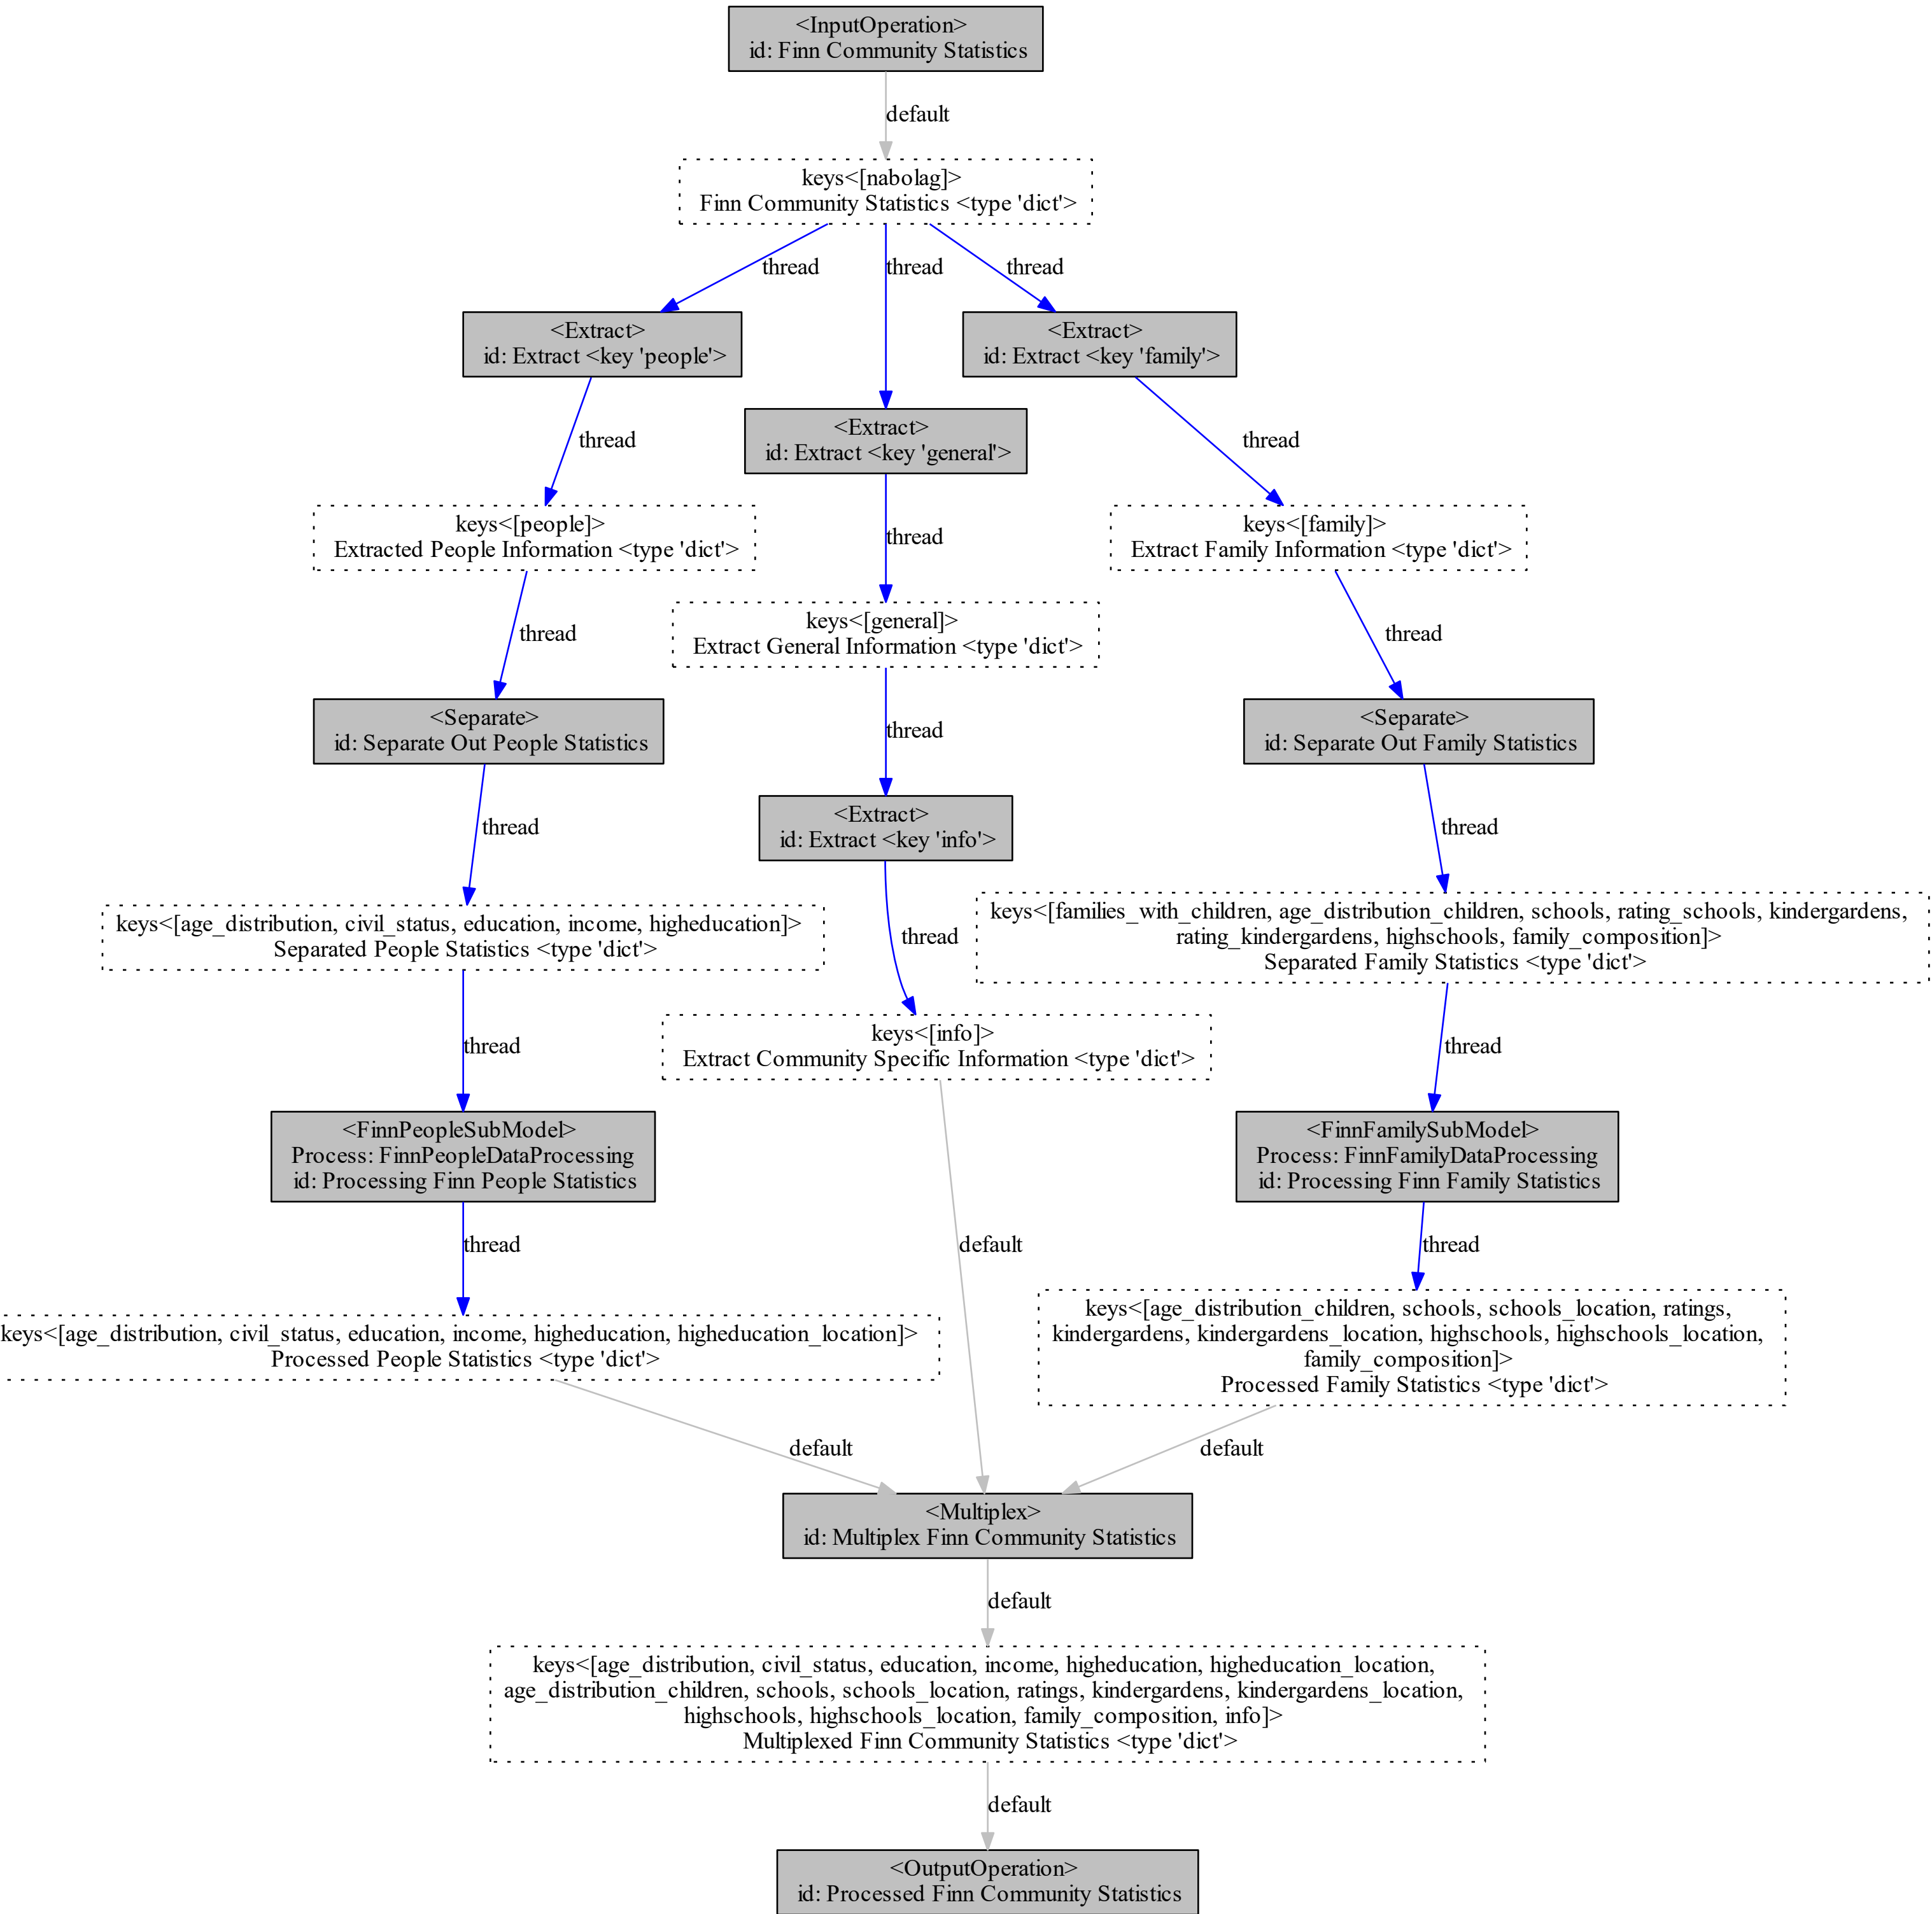 <InputOperation>
id: Finn Community Statistics
default
keys<[nabolag]>
Finn Community Statistics <type 'dict'>
thread
thread
thread
<Extract>
id: Extract <key 'people'>
<Extract>
id: Extract <key 'family'>
<Extract>
id: Extract <key 'general'>
thread
thread
keys<[people]>
Extracted People Information <type 'dict'>
thread
keys<[family]>
Extract Family Information <type 'dict'>
keys<[general]>
Extract General Information <type 'dict'>
thread
thread
<Separate>
id: Separate Out People Statistics
thread
<Separate>
id: Separate Out Family Statistics
<Extract>
id: Extract <key 'info'>
thread
thread
keys<[age_distribution, civil_status, education, income, higheducation]>
Separated People Statistics <type 'dict'>
thread
keys<[families_with_children, age_distribution_children, schools, rating_schools, kindergardens,
rating_kindergardens, highschools, family_composition]>
Separated Family Statistics <type 'dict'>
thread
keys<[info]>
Extract Community Specific Information <type 'dict'>
thread
<FinnPeopleSubModel>
Process: FinnPeopleDataProcessing
id: Processing Finn People Statistics
<FinnFamilySubModel>
Process: FinnFamilyDataProcessing
id: Processing Finn Family Statistics
thread
default
thread
keys<[age_distribution, civil_status, education, income, higheducation, higheducation_location]>
Processed People Statistics <type 'dict'>
keys<[age_distribution_children, schools, schools_location, ratings,
kindergardens, kindergardens_location, highschools, highschools_location,
family_composition]>
Processed Family Statistics <type 'dict'>
default
default
<Multiplex>
id: Multiplex Finn Community Statistics
default
keys<[age_distribution, civil_status, education, income, higheducation, higheducation_location,
age_distribution_children, schools, schools_location, ratings, kindergardens, kindergardens_location,
highschools, highschools_location, family_composition, info]>
Multiplexed Finn Community Statistics <type 'dict'>
default
<OutputOperation>
id: Processed Finn Community Statistics